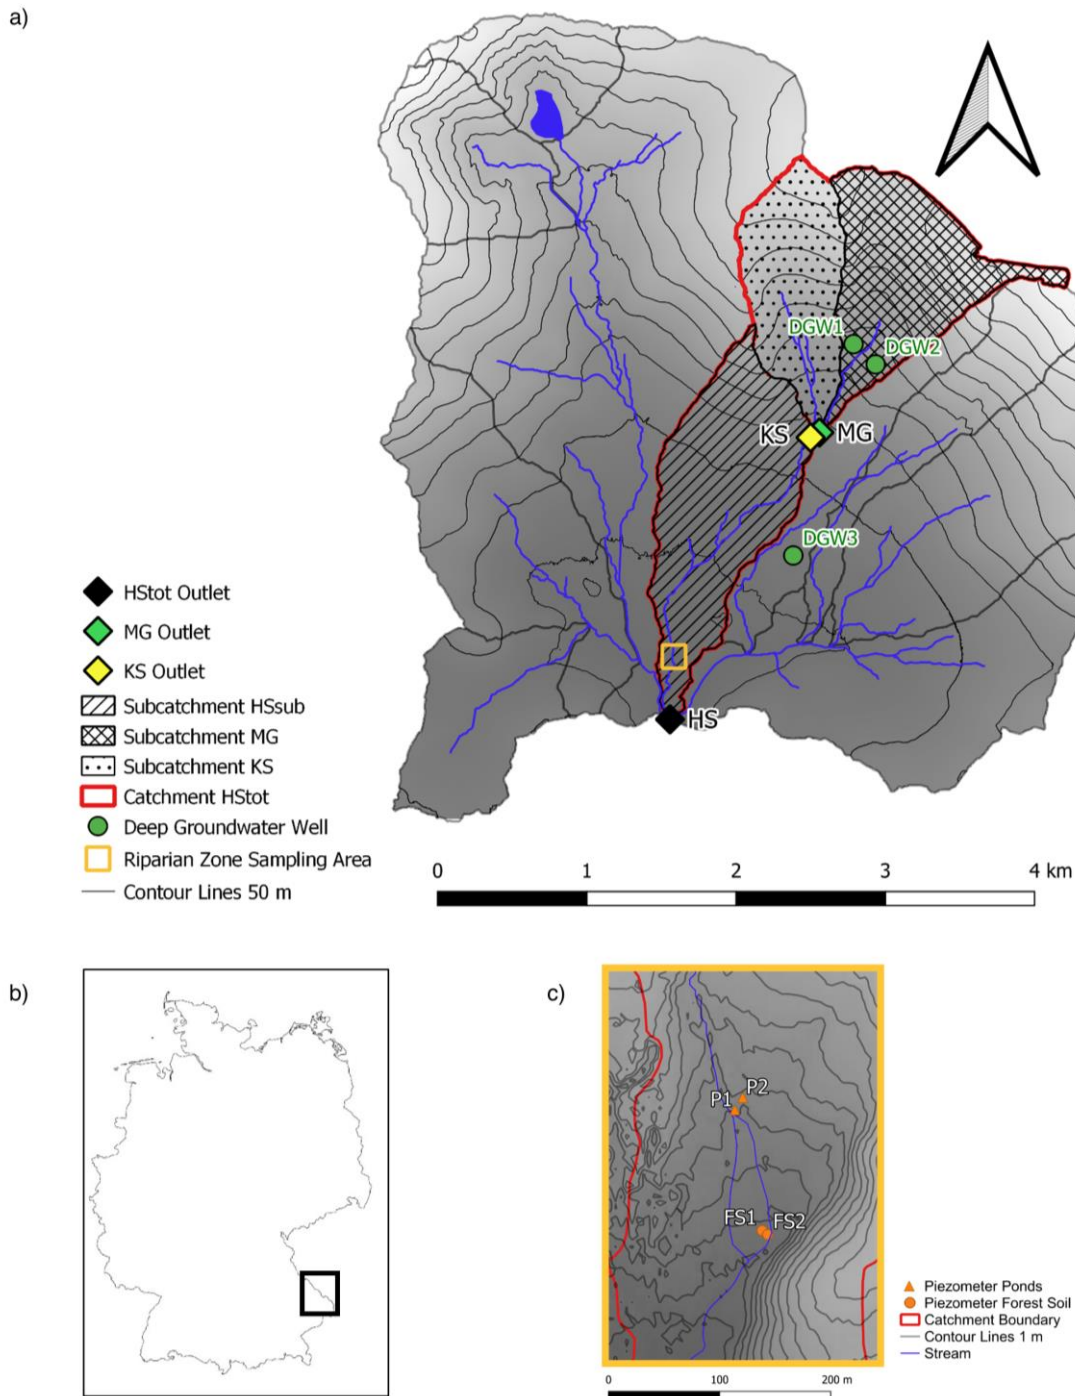 a)
DGW1
DGW2
KS
MG
DGW3
HS
HStot Outlet
MG Outlet
KS Outlet
Subcatchment HSsub
Subcatchment MG
Subcatchment KS
Catchment HStot
Deep Groundwater Well
Riparian Zone Sampling Area
Contour Lines 50 m
0 1 2 3 4 km
b)
c)
P1 P2
FS1 FS2
Piezometer Ponds
Piezometer Forest Soil
Catchment Boundary
Contour Lines 1 m
Stream
0 100 200 m